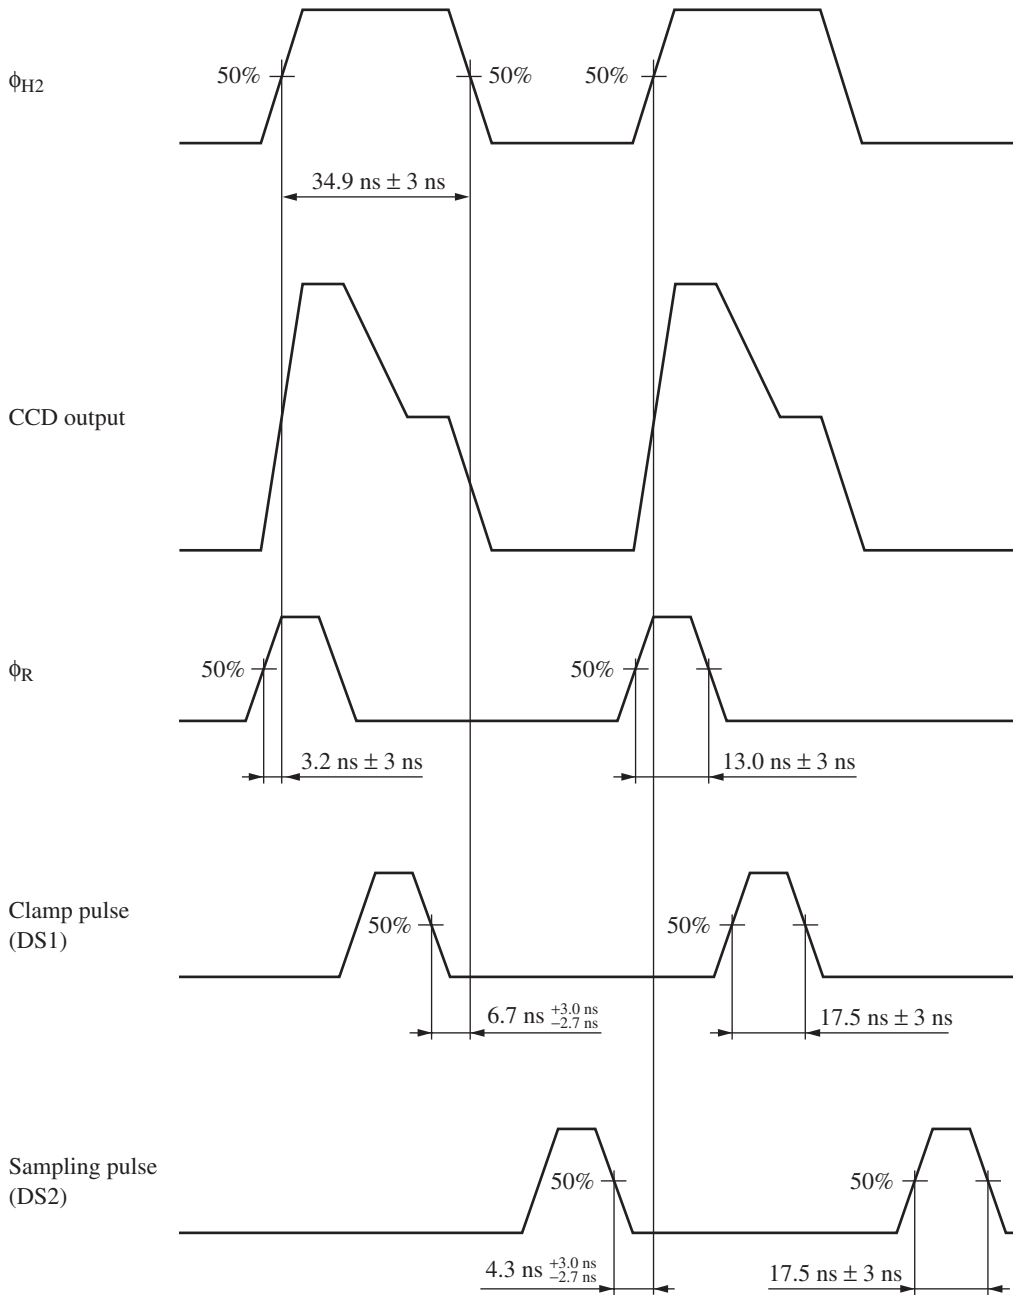 ϕH2
50%
50%
50%
34.9 ns ± 3 ns
CCD output
ϕR
50%
50%
3.2 ns ± 3 ns
13.0 ns ± 3 ns
Clamp pulse
(DS1)
50%
50%
6.7 ns +3.0 ns −2.7 ns
17.5 ns ± 3 ns
Sampling pulse
(DS2)
50%
50%
4.3 ns +3.0 ns −2.7 ns
17.5 ns ± 3 ns